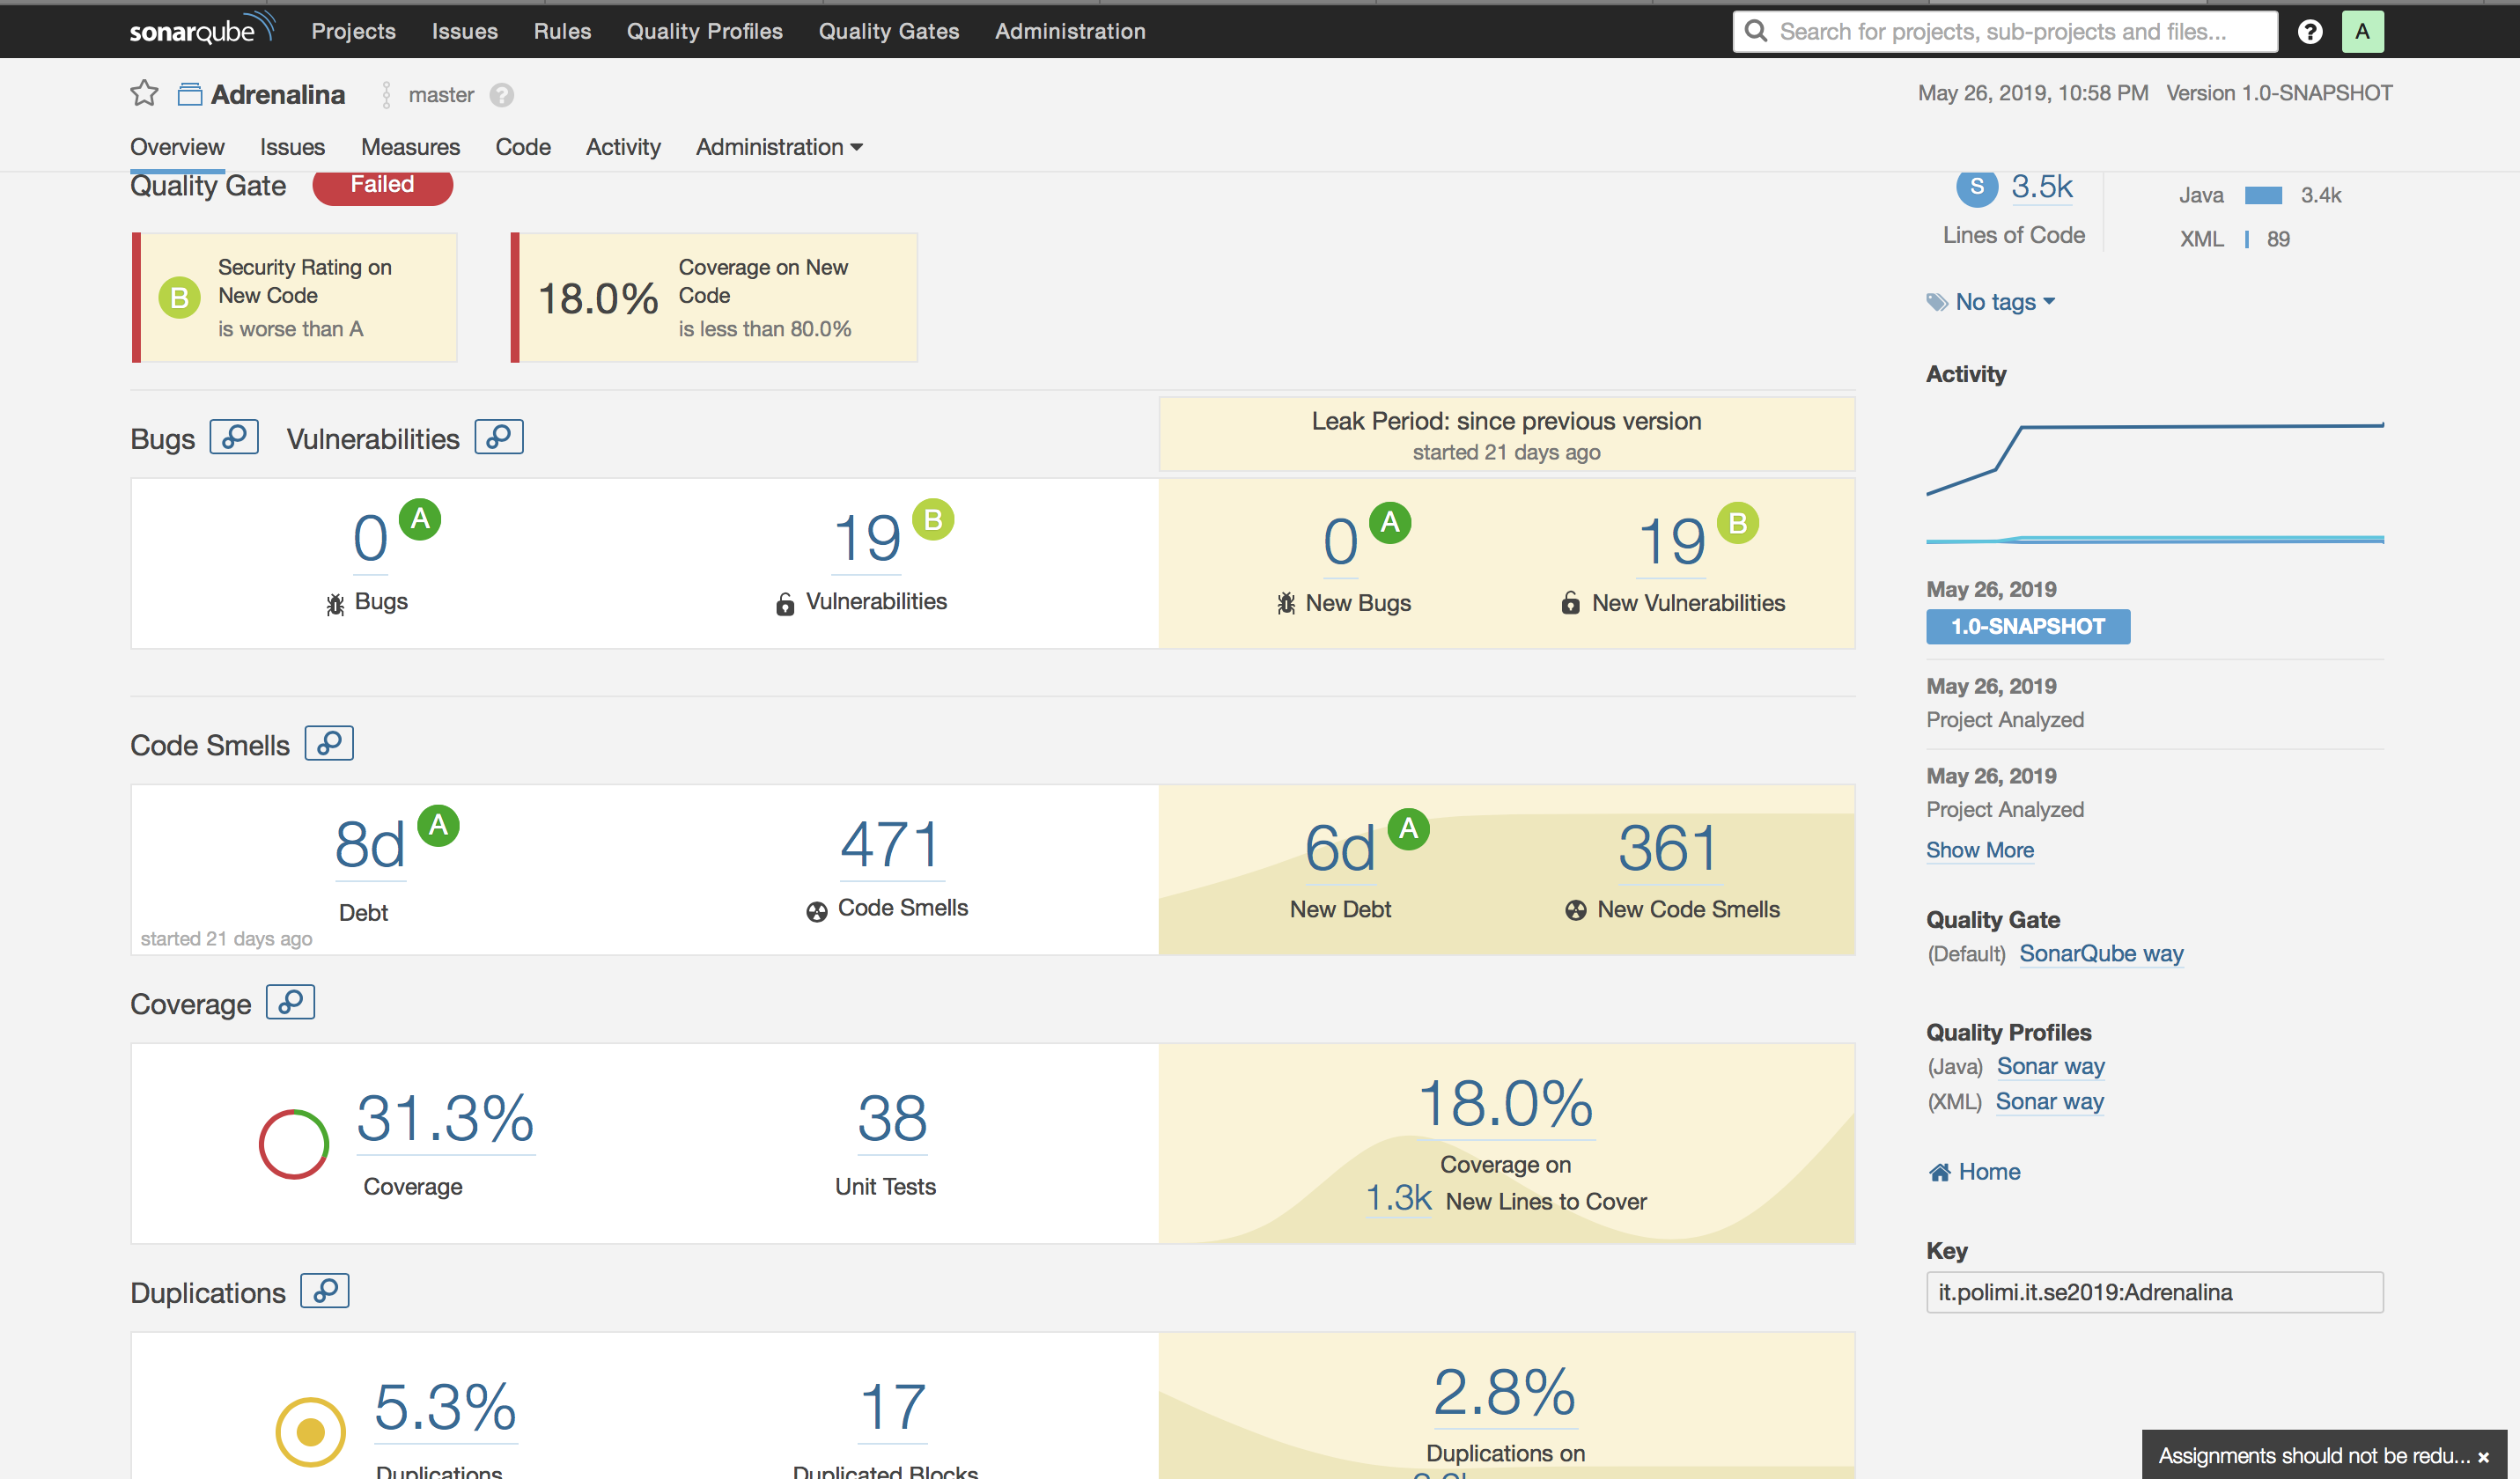 sonarqube Projects Issues Rules Quality Profiles Quality Gates Administration Search for projects, sub-projects and files... ? A
Adrenalina master ? May 26, 2019, 10:58 PM Version 1.0-SNAPSHOT
Overview Issues Measures Code Activity Administration
Quality Gate Failed
B Security Rating on
New Code
is worse than A
18.0% Coverage on New
Code
is less than 80.0%
Bugs Vulnerabilities
Leak Period: since previous version
started 21 days ago
0 A
Bugs
19 B
Vulnerabilities
0 A
New Bugs
19 B
New Vulnerabilities
Code Smells
8d A
Debt
started 21 days ago
471
Code Smells
6d A
New Debt
361
New Code Smells
Coverage
31.3%
Coverage
38
Unit Tests
18.0%
Coverage on
1.3k New Lines to Cover
Duplications
5.3%
Duplications
17
Duplicated Blocks
2.8%
Duplications on
S 3.5k
Lines of Code
Java 3.4k
XML 89
No tags
Activity
May 26, 2019
1.0-SNAPSHOT
May 26, 2019
Project Analyzed
May 26, 2019
Project Analyzed
Show More
Quality Gate
(Default) SonarQube way
Quality Profiles
(Java) Sonar way
(XML) Sonar way
Home
Key
it.polimi.it.se2019:Adrenalina
Assignments should not be redu... ×